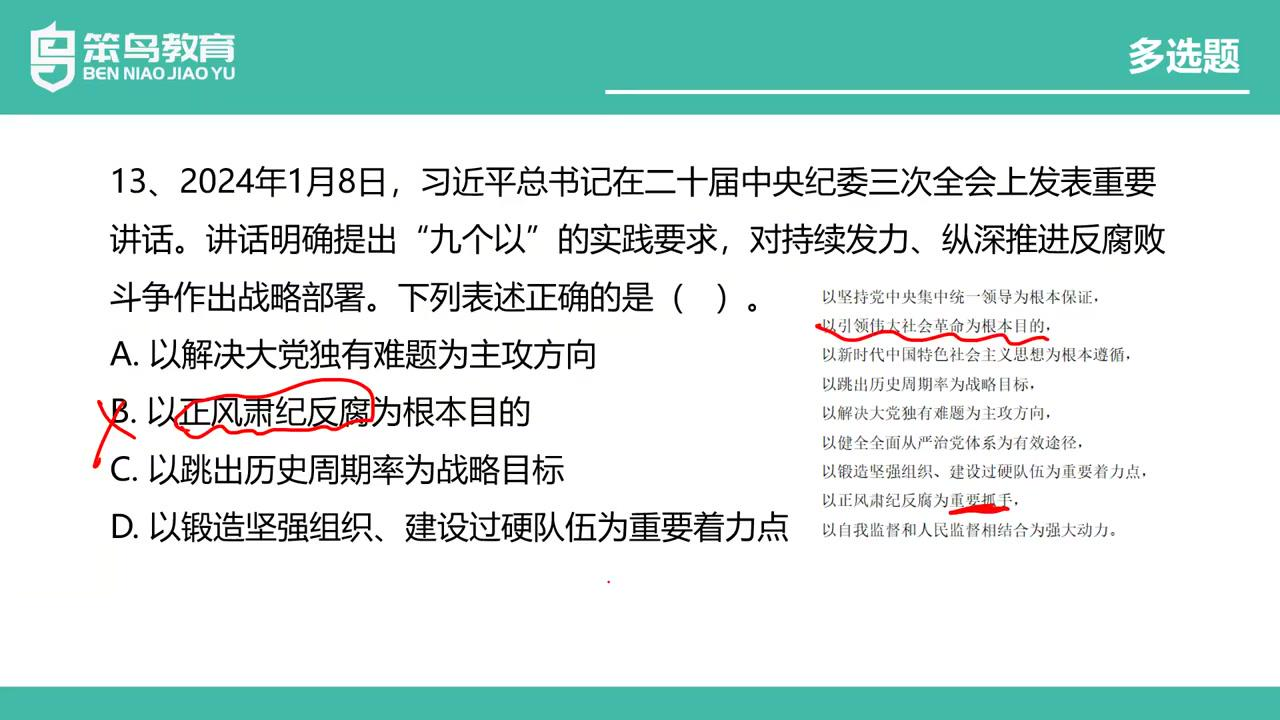 笨鸟教育
BEN NIAO JIAO YU
多选题
13、2024年1月8日，习近平总书记在二十届中央纪委三次全会上发表重要
讲话。讲话明确提出“九个以”的实践要求，对持续发力、纵深推进反腐败
斗争作出战略部署。下列表述正确的是（ ）。
A. 以解决大党独有难题为主攻方向
B. 以正风肃纪反腐为根本目的
C. 以跳出历史周期率为战略目标
D. 以锻造坚强组织、建设过硬队伍为重要着力点
以坚持党中央集中统一领导为根本保证，
以引领伟大社会革命为根本目的，
以新时代中国特色社会主义思想为根本遵循，
以跳出历史周期率为战略目标，
以解决大党独有难题为主攻方向，
以健全全面从严治党体系为有效途径，
以锻造坚强组织、建设过硬队伍为重要着力点，
以正风肃纪反腐为重要抓手，
以自我监督和人民监督相结合为强大动力。